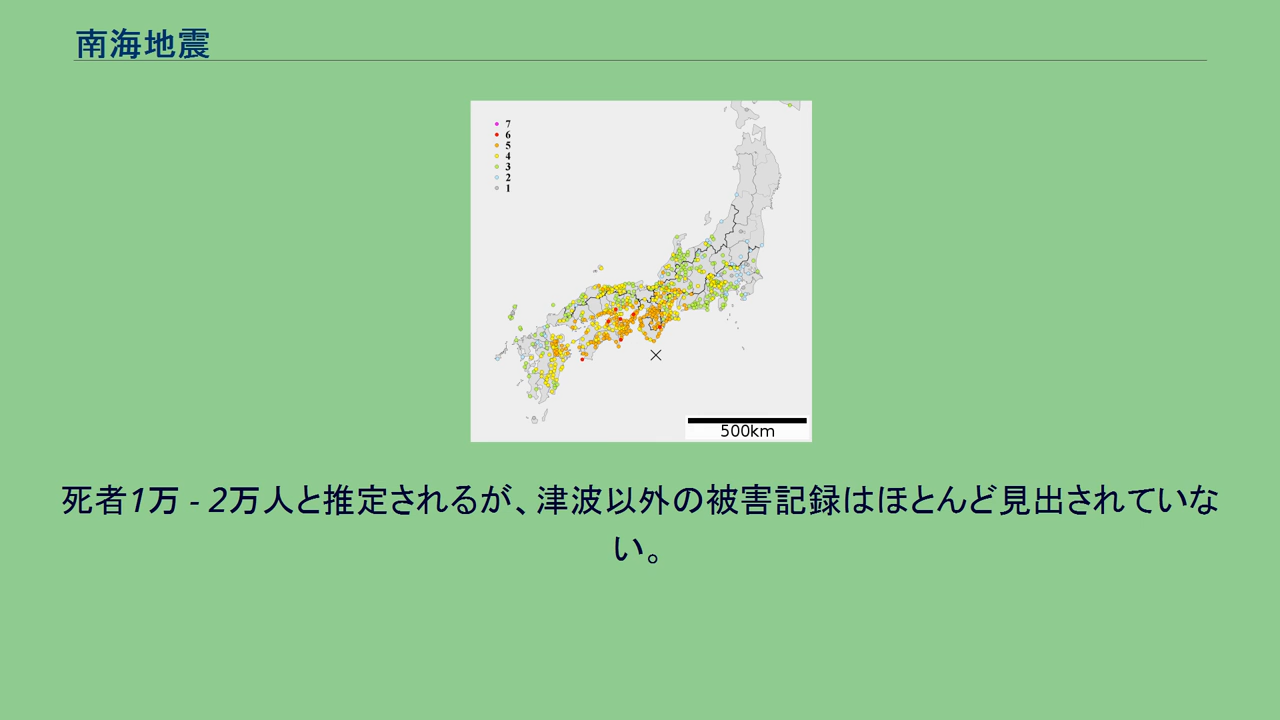 南海地震
7
6
5
4
3
2
1
500km
死者1万 - 2万人と推定されるが、津波以外の被害記録はほとんど見出されていな
い。